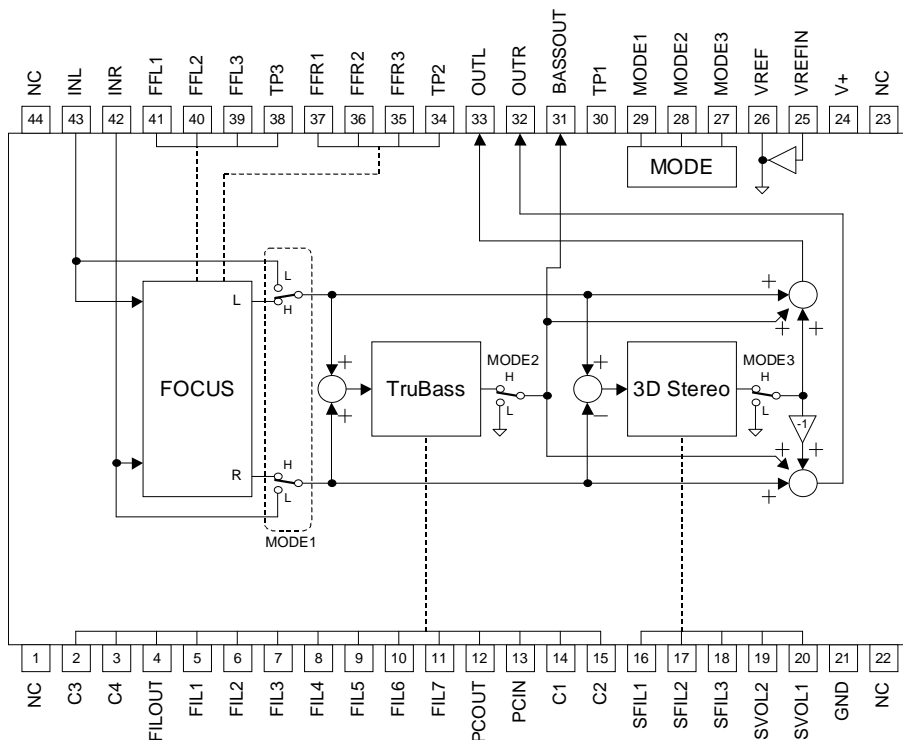 NC
INL
INR
FFL1
FFL2
FFL3
TP3
FFR1
FFR2
FFR3
TP2
OUTL
OUTR
BASSOUT
TP1
MODE1
MODE2
MODE3
VREF
VREFIN
V+
NC
44
43
42
41
40
39
38
37
36
35
34
33
32
31
30
29
28
27
26
25
24
23
MODE
L
L
H
+
+
+
FOCUS
+
+
TruBass
MODE2
H
L
+
−
3D Stereo
MODE3
H
L
-1
R
H
L
+
+
+
MODE1
1
2
3
4
5
6
7
8
9
10
11
12
13
14
15
16
17
18
19
20
21
22
NC
C3
C4
FILOUT
FIL1
FIL2
FIL3
FIL4
FIL5
FIL6
FIL7
PCOUT
PCIN
C1
C2
SFIL1
SFIL2
SFIL3
SVOL2
SVOL1
GND
NC